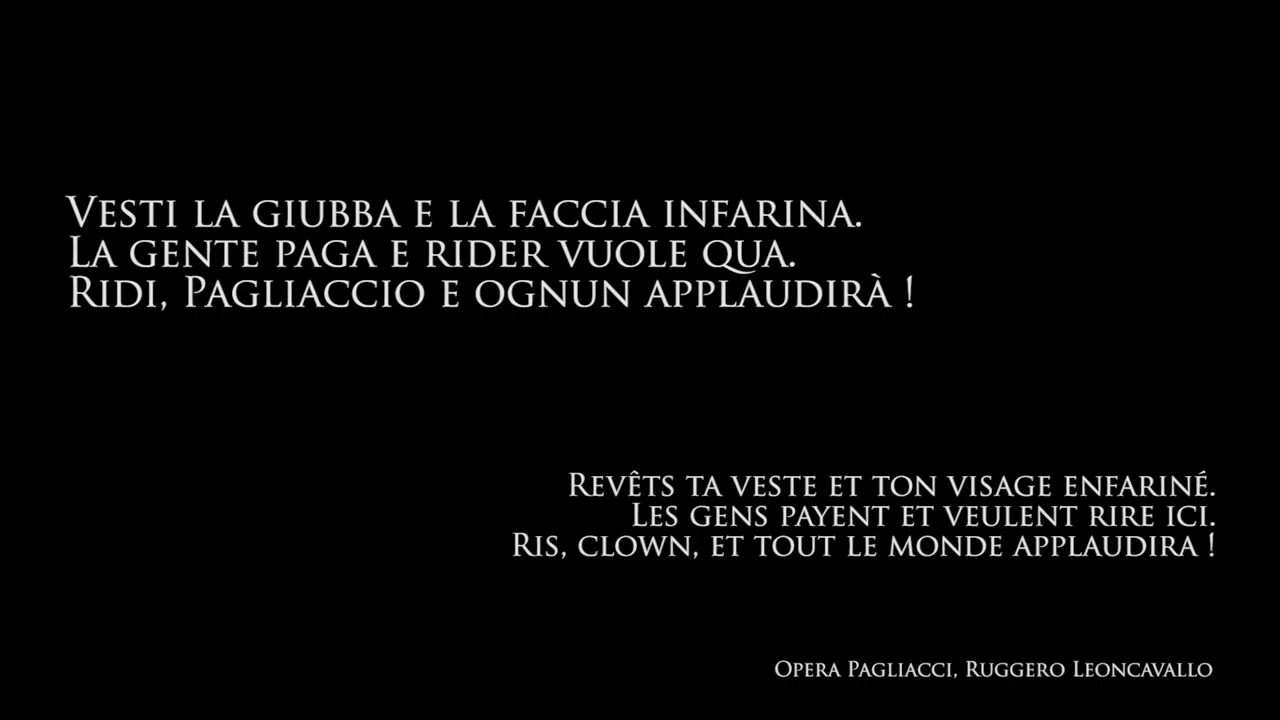 Vesti la giubba e la faccia infarina.
La gente paga e rider vuole qua.
Ridi, Pagliaccio e ognun applaudirà !
Revêts ta veste et ton visage enfariné.
Les gens payent et veulent rire ici.
Ris, clown, et tout le monde applaudira !
Opera Pagliacci, Ruggero Leoncavallo